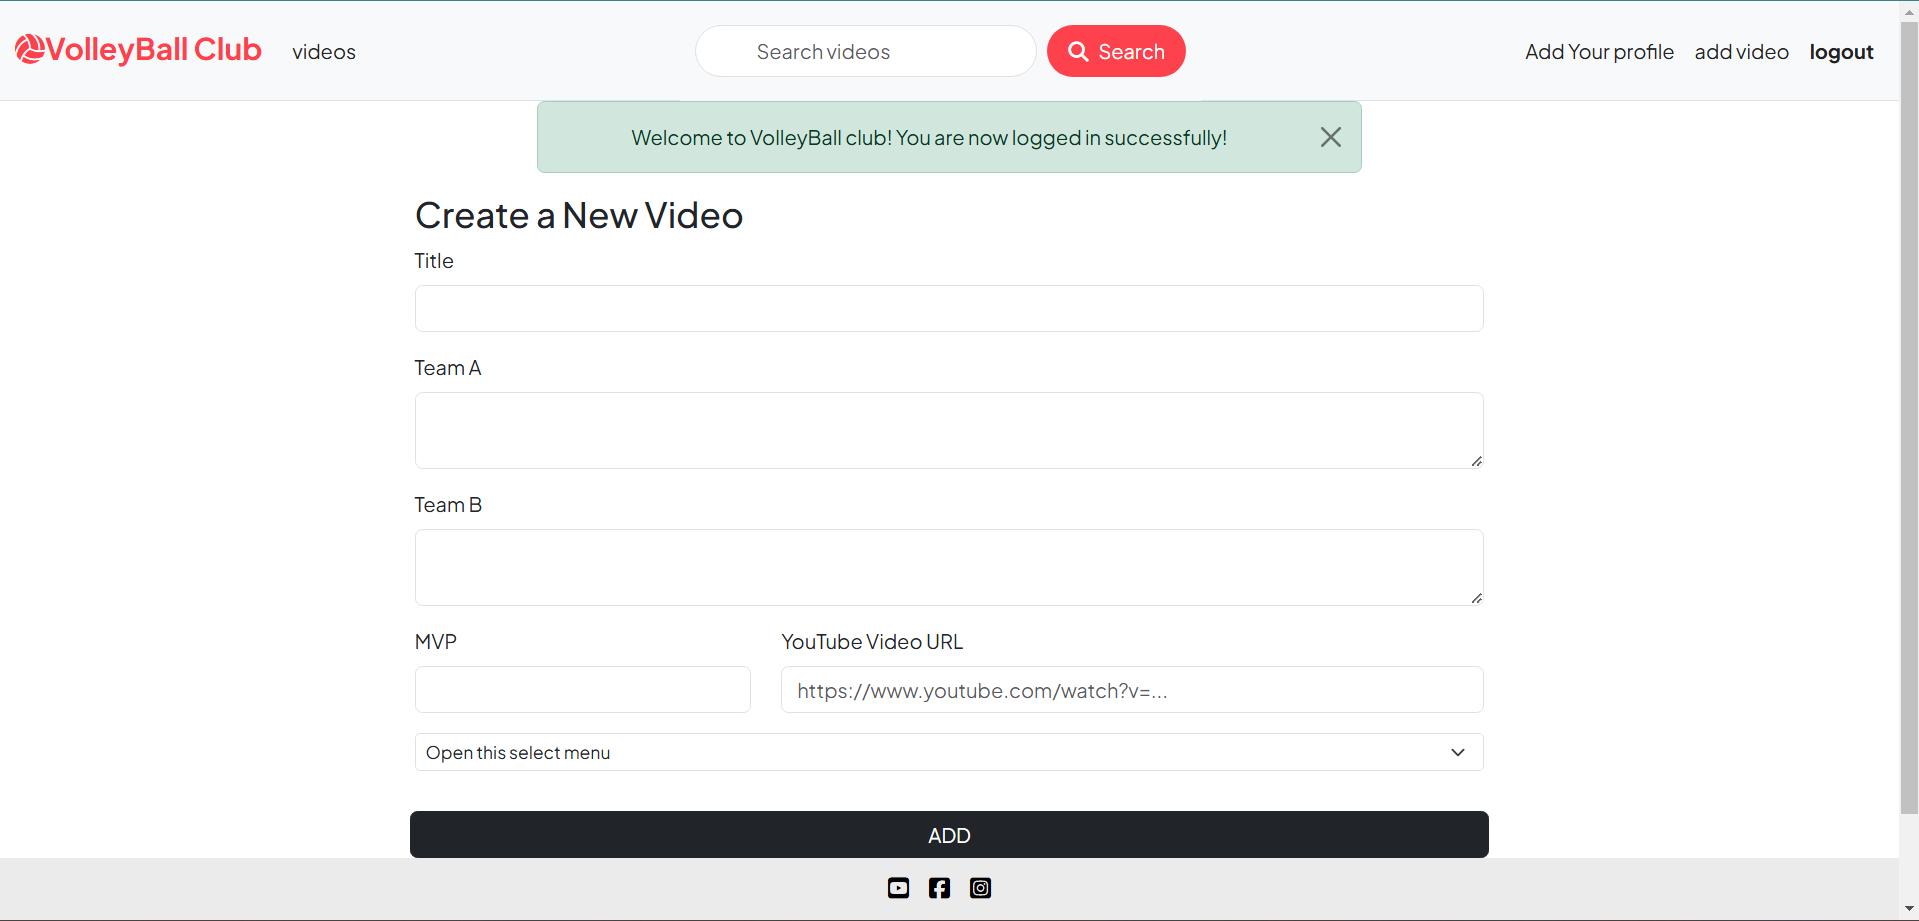 VolleyBall Club
videos
Search videos
Search
Add Your profile
add video
logout
Welcome to VolleyBall club! You are now logged in successfully!
Create a New Video
Title
Team A
Team B
MVP
YouTube Video URL
https://www.youtube.com/watch?v=...
Open this select menu
ADD